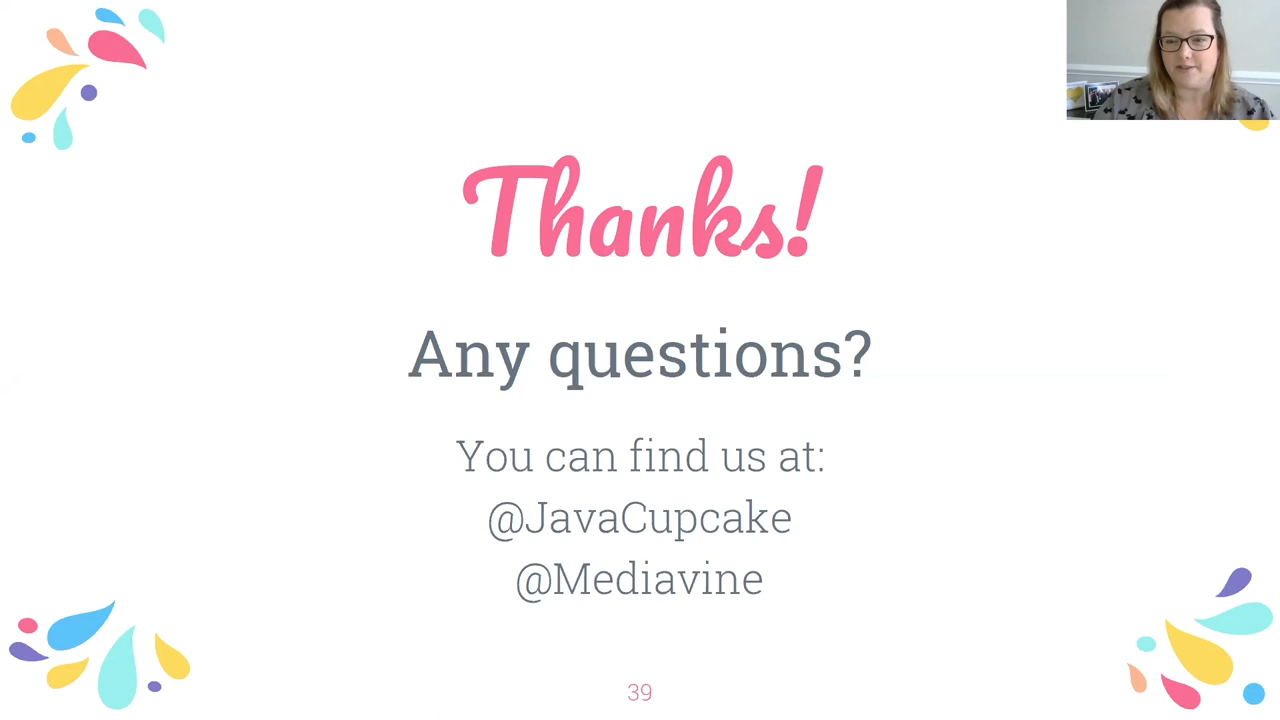 Thanks!
Any questions?
You can find us at:
@JavaCupcake
@Mediavine
39